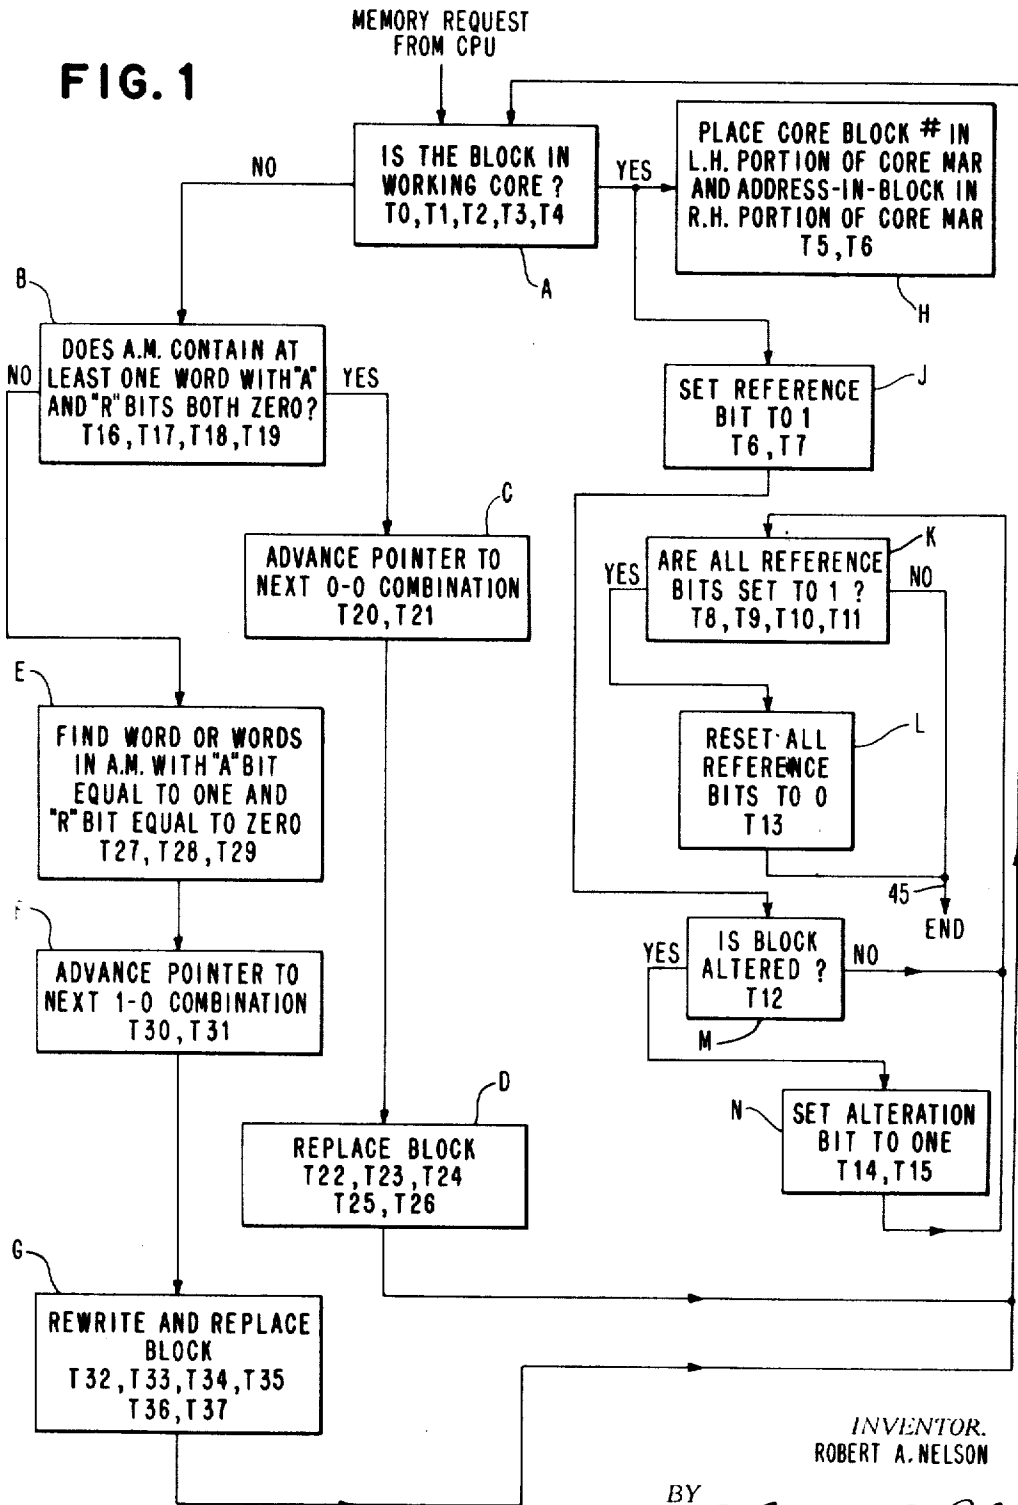 FIG. 1
MEMORY REQUEST
FROM CPU
IS THE BLOCK IN
WORKING CORE ?
T0, T1, T2, T3, T4
NO
YES
A
PLACE CORE BLOCK # IN
L.H. PORTION OF CORE MAR
AND ADDRESS-IN-BLOCK IN
R.H. PORTION OF CORE MAR
T5, T6
H
B
DOES A.M. CONTAIN AT
LEAST ONE WORD WITH "A"
AND "R" BITS BOTH ZERO?
T16, T17, T18, T19
NO
YES
J
SET REFERENCE
BIT TO 1
T6, T7
C
ADVANCE POINTER TO
NEXT 0-0 COMBINATION
T20, T21
K
ARE ALL REFERENCE
BITS SET TO 1 ?
T8, T9, T10, T11
YES
NO
E
FIND WORD OR WORDS
IN A.M. WITH "A" BIT
EQUAL TO ONE AND
"R" BIT EQUAL TO ZERO
T27, T28, T29
L
RESET ALL
REFERENCE
BITS TO 0
T13
45
END
F
ADVANCE POINTER TO
NEXT 1-0 COMBINATION
T30, T31
IS BLOCK
ALTERED ?
T12
YES
NO
M
D
REPLACE BLOCK
T22, T23, T24
T25, T26
N
SET ALTERATION
BIT TO ONE
T14, T15
G
REWRITE AND REPLACE
BLOCK
T32, T33, T34, T35
T36, T37
INVENTOR.
ROBERT A. NELSON
BY